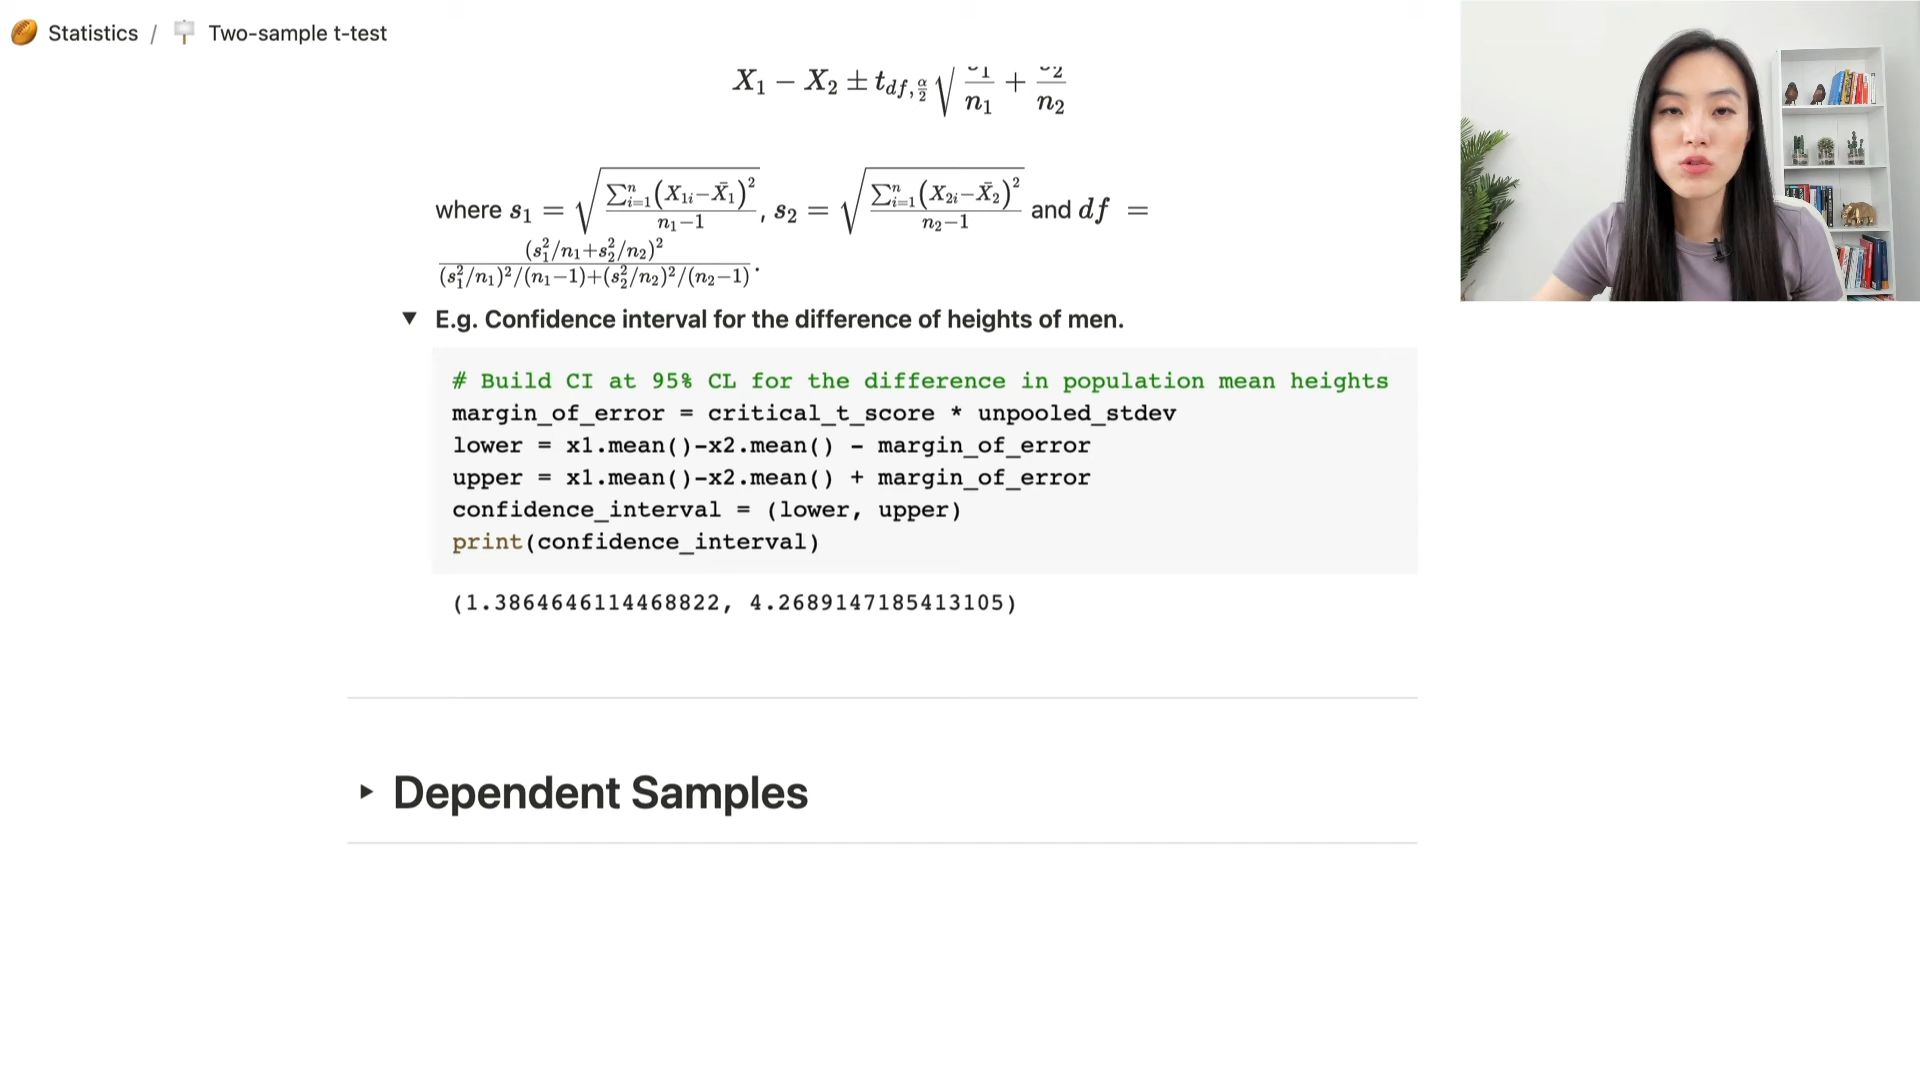 Statistics / Two-sample t-test
X₁ − X₂ ± t_{df, α/2} √ /n₁ + /n₂
where s₁ = √(∑ⁿᵢ₌₁(X₁ᵢ−X̄₁)²/(n₁−1)), s₂ = √(∑ⁿᵢ₌₁(X₂ᵢ−X̄₂)²/(n₂−1)) and df =
(s₁²/n₁+s₂²/n₂)²/((s₁²/n₁)²/(n₁−1)+(s₂²/n₂)²/(n₂−1)).
E.g. Confidence interval for the difference of heights of men.
# Build CI at 95% CL for the difference in population mean heights
margin_of_error = critical_t_score * unpooled_stdev
lower = x1.mean()-x2.mean() - margin_of_error
upper = x1.mean()-x2.mean() + margin_of_error
confidence_interval = (lower, upper)
print(confidence_interval)
(1.3864646114468822, 4.2689147185413105)
Dependent Samples